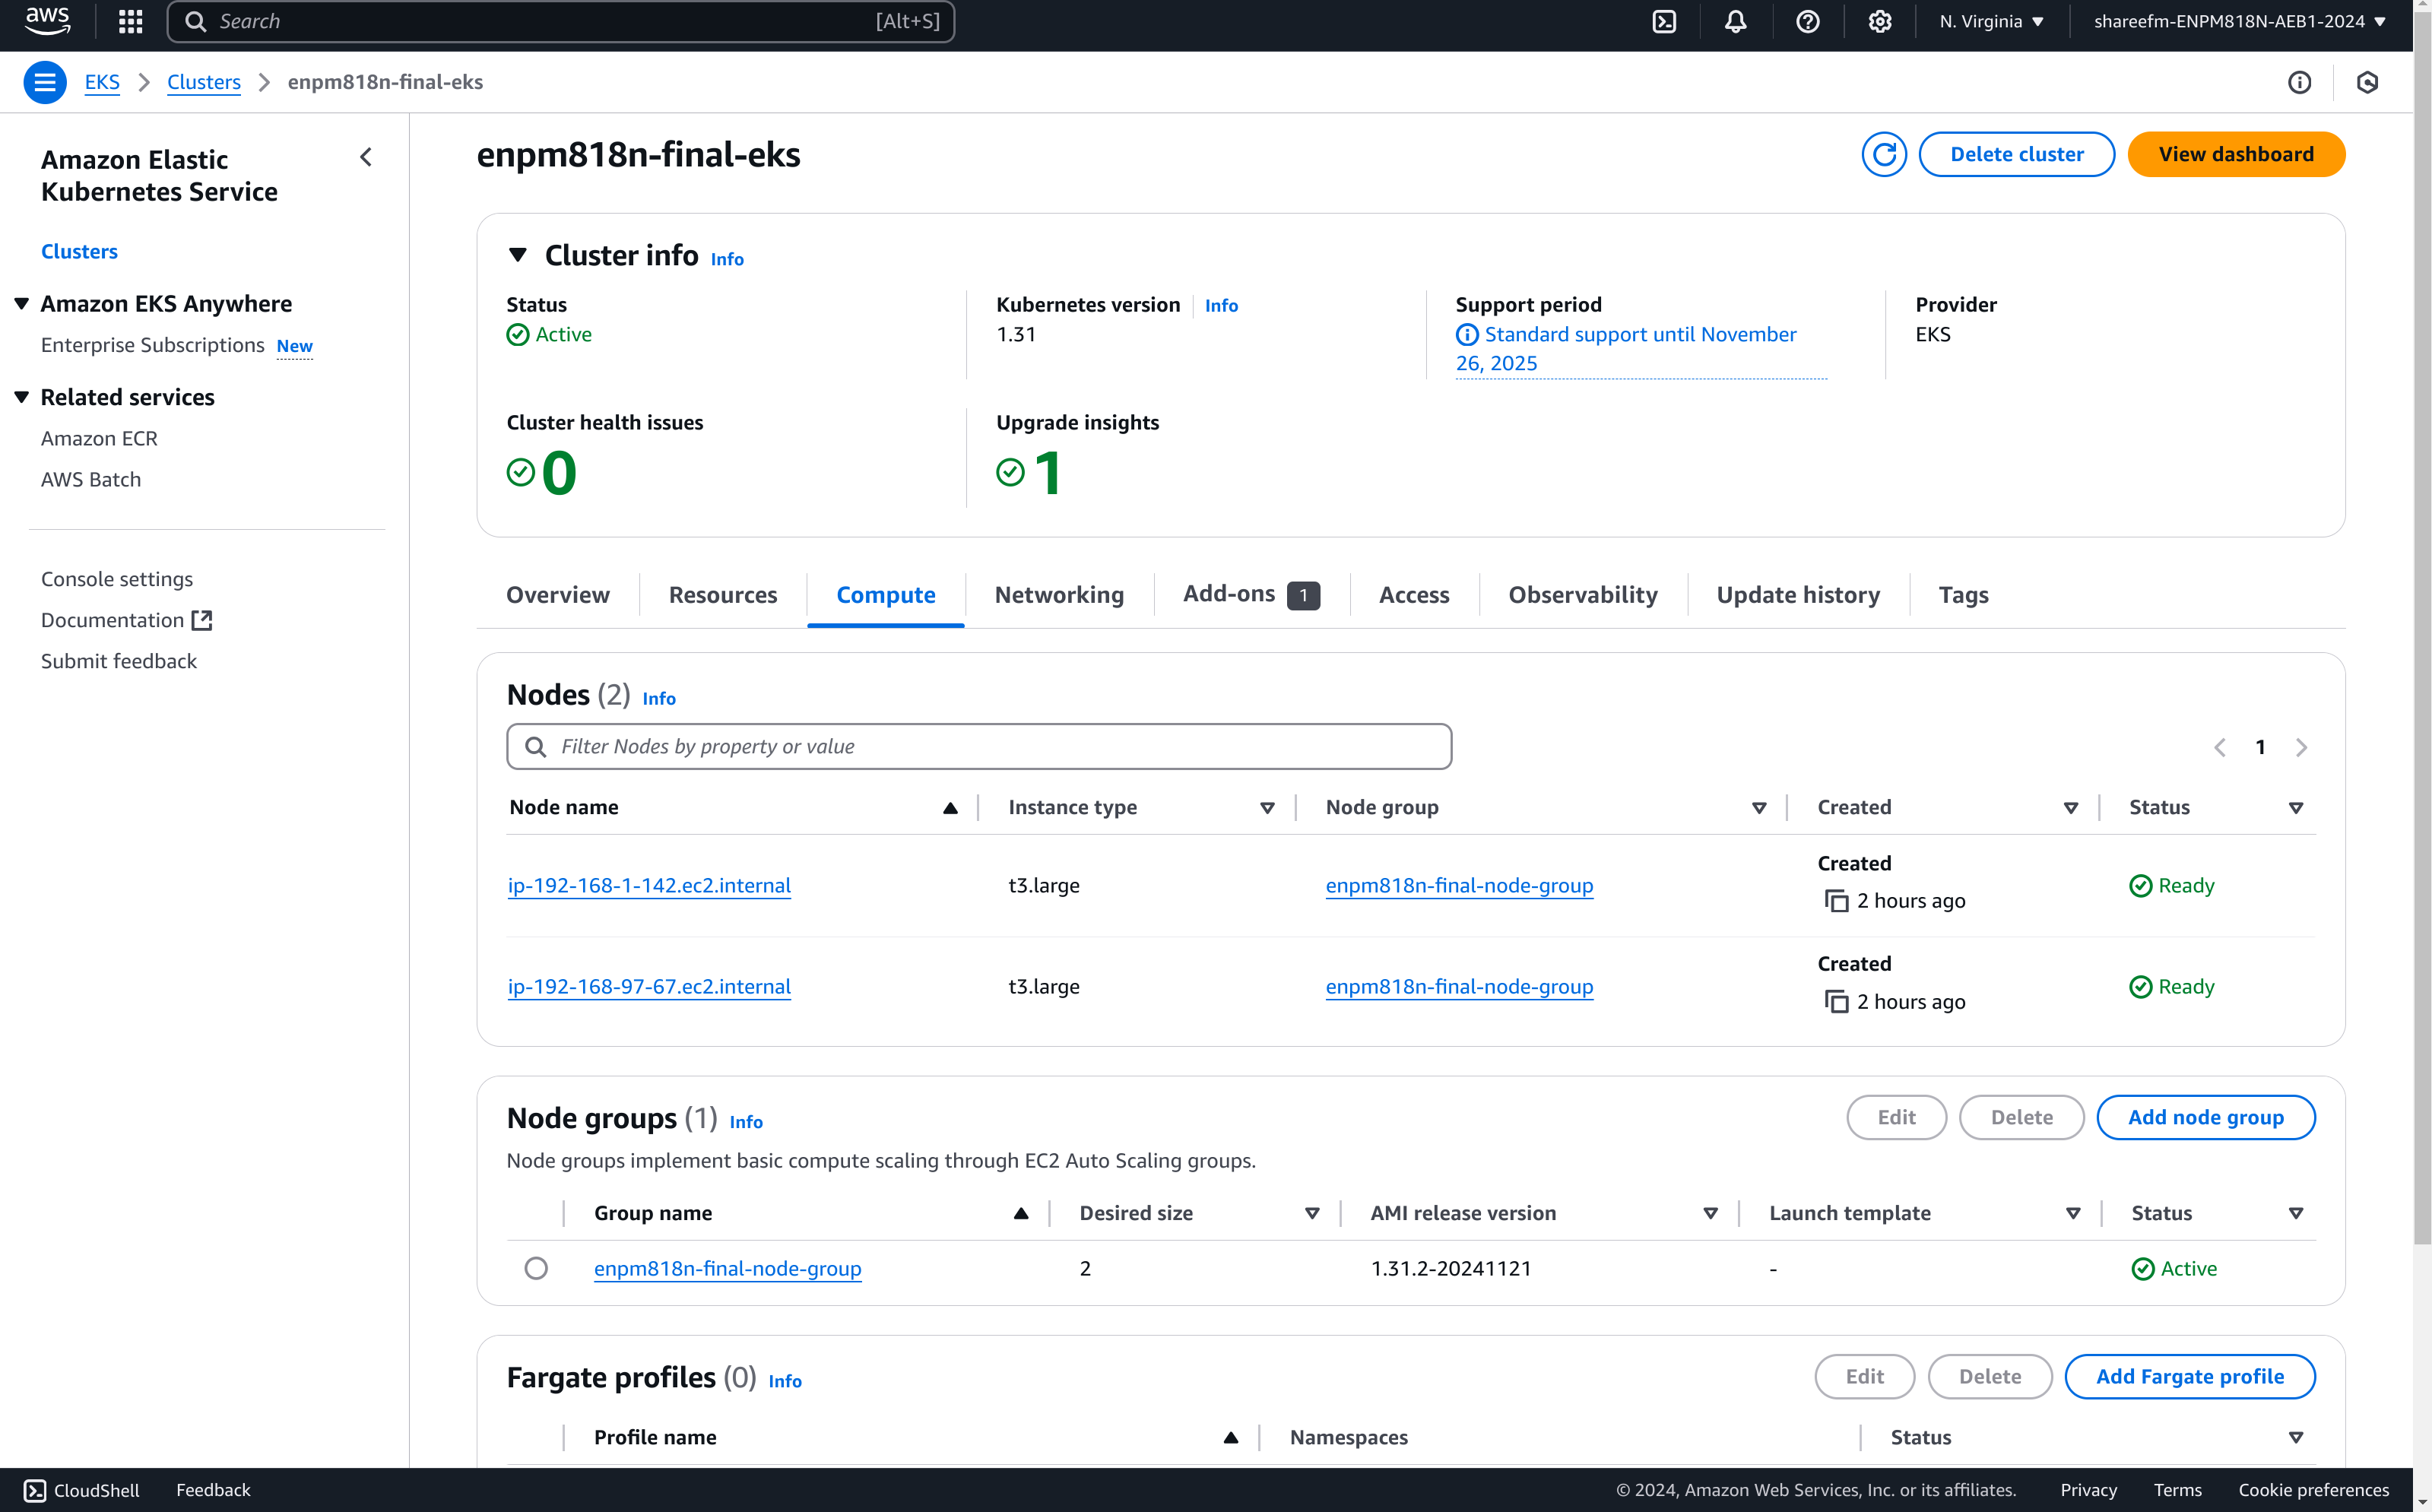 aws
Search
[Alt+S]
N. Virginia
shareefm-ENPM818N-AEB1-2024
EKS
Clusters
enpm818n-final-eks
Amazon Elastic
Kubernetes Service
Clusters
Amazon EKS Anywhere
Enterprise Subscriptions New
Related services
Amazon ECR
AWS Batch
Console settings
Documentation
Submit feedback
enpm818n-final-eks
Delete cluster
View dashboard
Cluster info Info
Status
Active
Kubernetes version Info
1.31
Support period
Standard support until November
26, 2025
Provider
EKS
Cluster health issues
0
Upgrade insights
1
Overview
Resources
Compute
Networking
Add-ons 1
Access
Observability
Update history
Tags
Nodes (2) Info
Filter Nodes by property or value
1
Node name Instance type Node group Created Status
ip-192-168-1-142.ec2.internal t3.large enpm818n-final-node-group Created 2 hours ago Ready
ip-192-168-97-67.ec2.internal t3.large enpm818n-final-node-group Created 2 hours ago Ready
Node groups (1) Info
Edit
Delete
Add node group
Node groups implement basic compute scaling through EC2 Auto Scaling groups.
Group name Desired size AMI release version Launch template Status
enpm818n-final-node-group 2 1.31.2-20241121 - Active
Fargate profiles (0) Info
Edit
Delete
Add Fargate profile
Profile name Namespaces Status
CloudShell
Feedback
© 2024, Amazon Web Services, Inc. or its affiliates.
Privacy
Terms
Cookie preferences